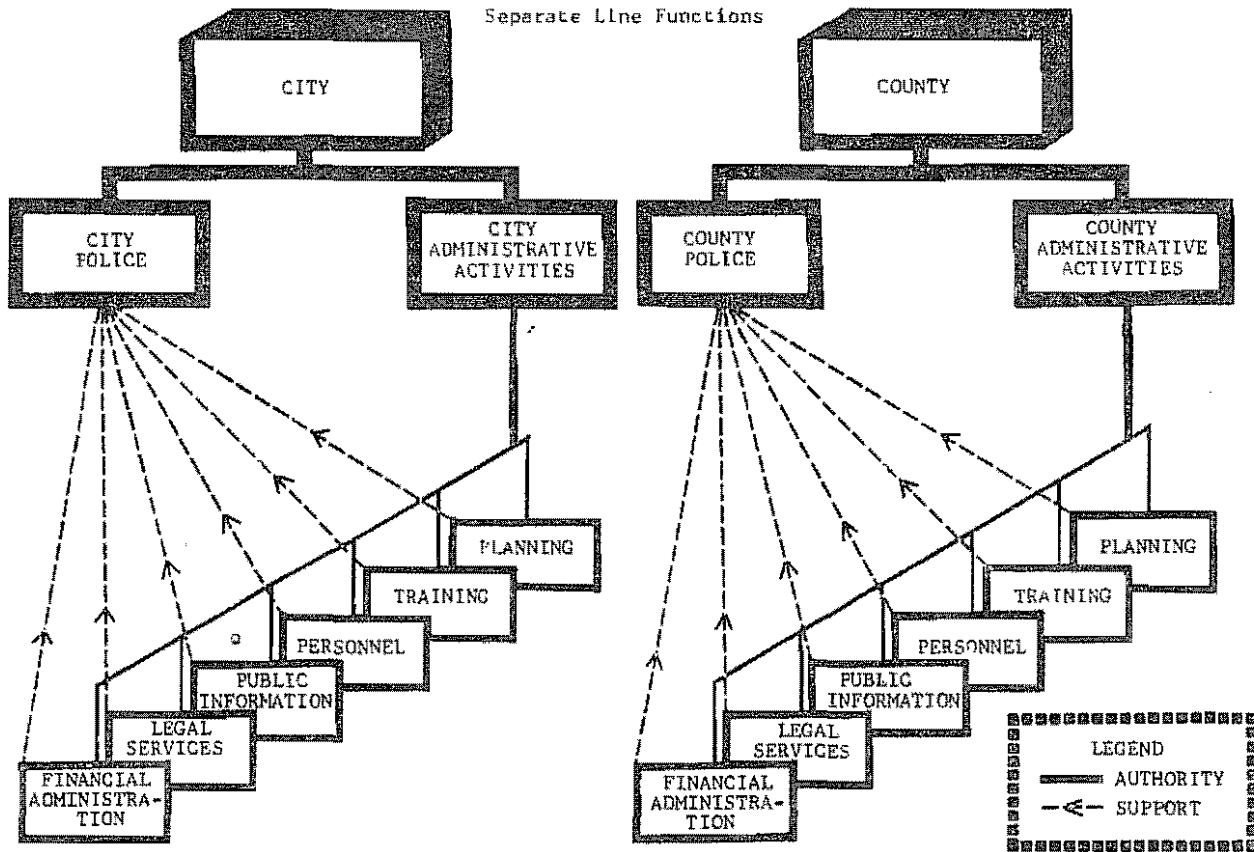 Separate Line Functions
CITY
COUNTY
CITY
POLICE
CITY
ADMINISTRATIVE
ACTIVITIES
COUNTY
POLICE
COUNTY
ADMINISTRATIVE
ACTIVITIES
PLANNING
TRAINING
PERSONNEL
PUBLIC
INFORMATION
LEGAL
SERVICES
FINANCIAL
ADMINISTRA-
TION
PLANNING
TRAINING
PERSONNEL
PUBLIC
INFORMATION
LEGAL
SERVICES
FINANCIAL
ADMINISTRA-
TION
LEGEND
AUTHORITY
SUPPORT